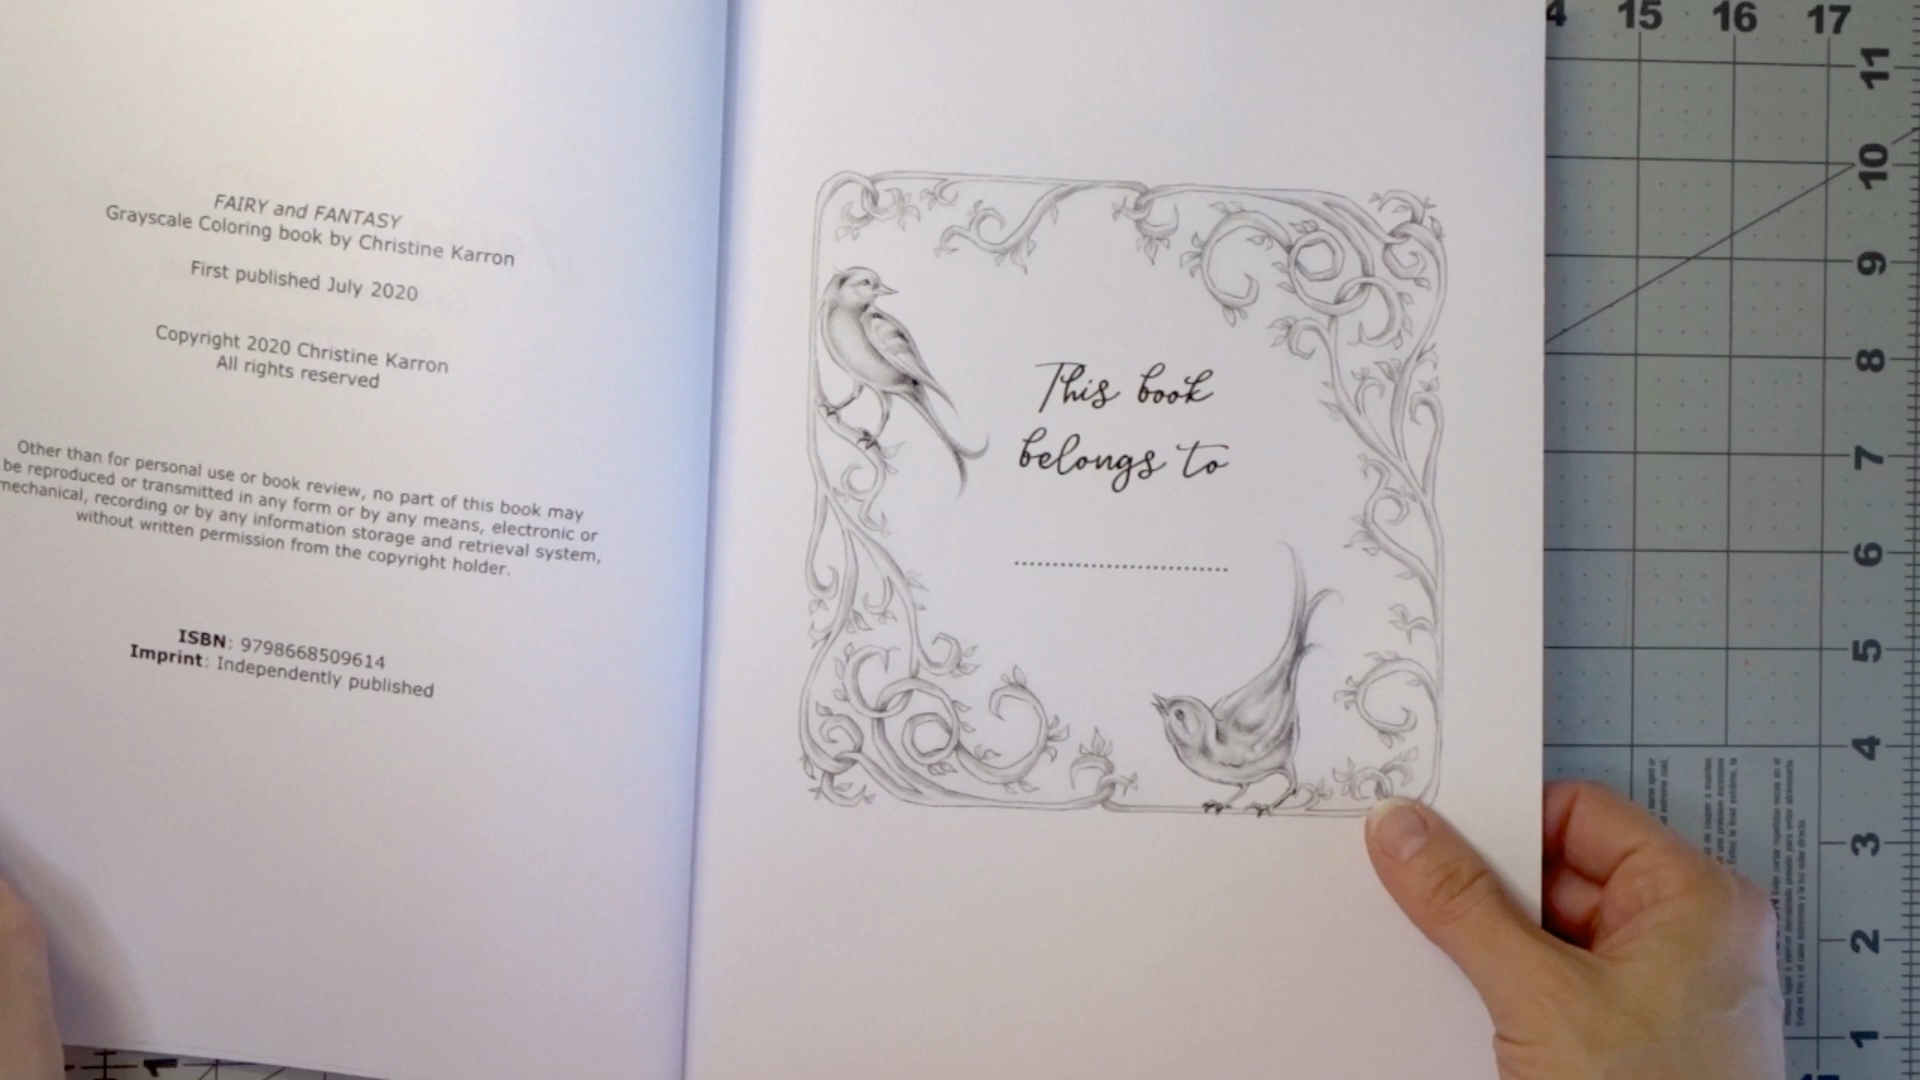 FAIRY and FANTASY
Grayscale Coloring book by Christine Karron
First published July 2020
Copyright 2020 Christine Karron
All rights reserved
Other than for personal use or book review, no part of this book may
be reproduced or transmitted in any form or by any means, electronic or
mechanical, recording or by any information storage and retrieval system,
without written permission from the copyright holder.
ISBN: 9798668509614
Imprint: Independently published
This book
belongs to
4 15 16 17
11
10
9
8
7
6
5
4
3
2
1